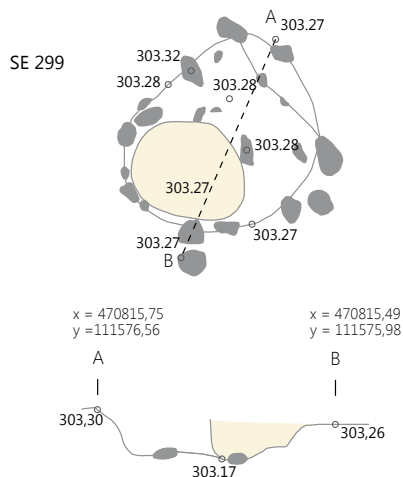 A
303.27
SE 299
303.32
303.28
303.28
303.28
303.27
303.27
303.27
B
x = 470815,75
y =111576,56
x = 470815,49
y =111575,98
A
B
303,30
303,26
303.17